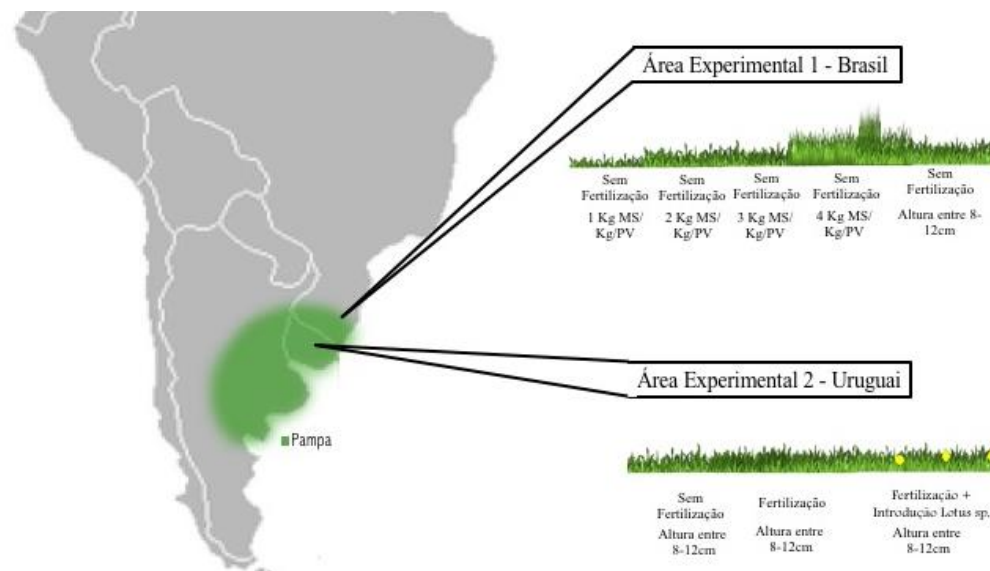 Área Experimental 1 - Brasil
Sem
Fertilização
1 Kg MS/
Kg/PV
Sem
Fertilização
2 Kg MS/
Kg/PV
Sem
Fertilização
3 Kg MS/
Kg/PV
Sem
Fertilização
4 Kg MS/
Kg/PV
Sem
Fertilização
Altura entre 8-
12cm
Área Experimental 2 - Uruguai
Pampa
Sem
Fertilização
Altura entre
8-12cm
Fertilização
Altura entre
8-12cm
Fertilização +
Introdução Lotus sp.
Altura entre
8-12cm